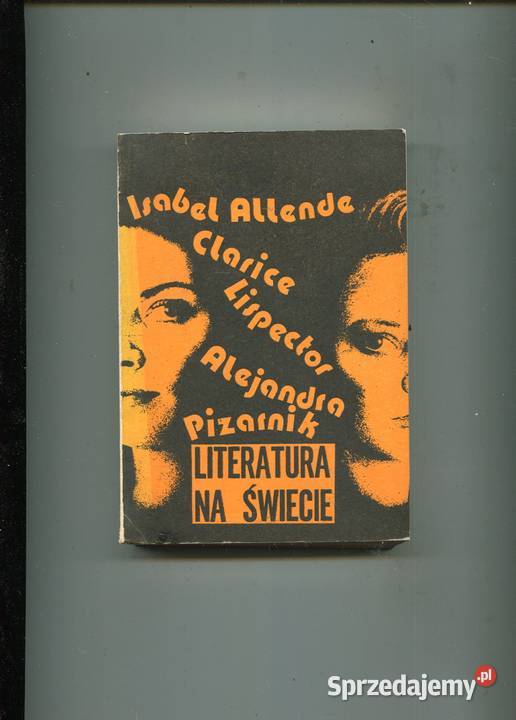 Isabel Allende
Clarice
Lispector
Alejandra
Pizarnik
LITERATURA
NA ŚWIECIE
Sprzedajemy.pl